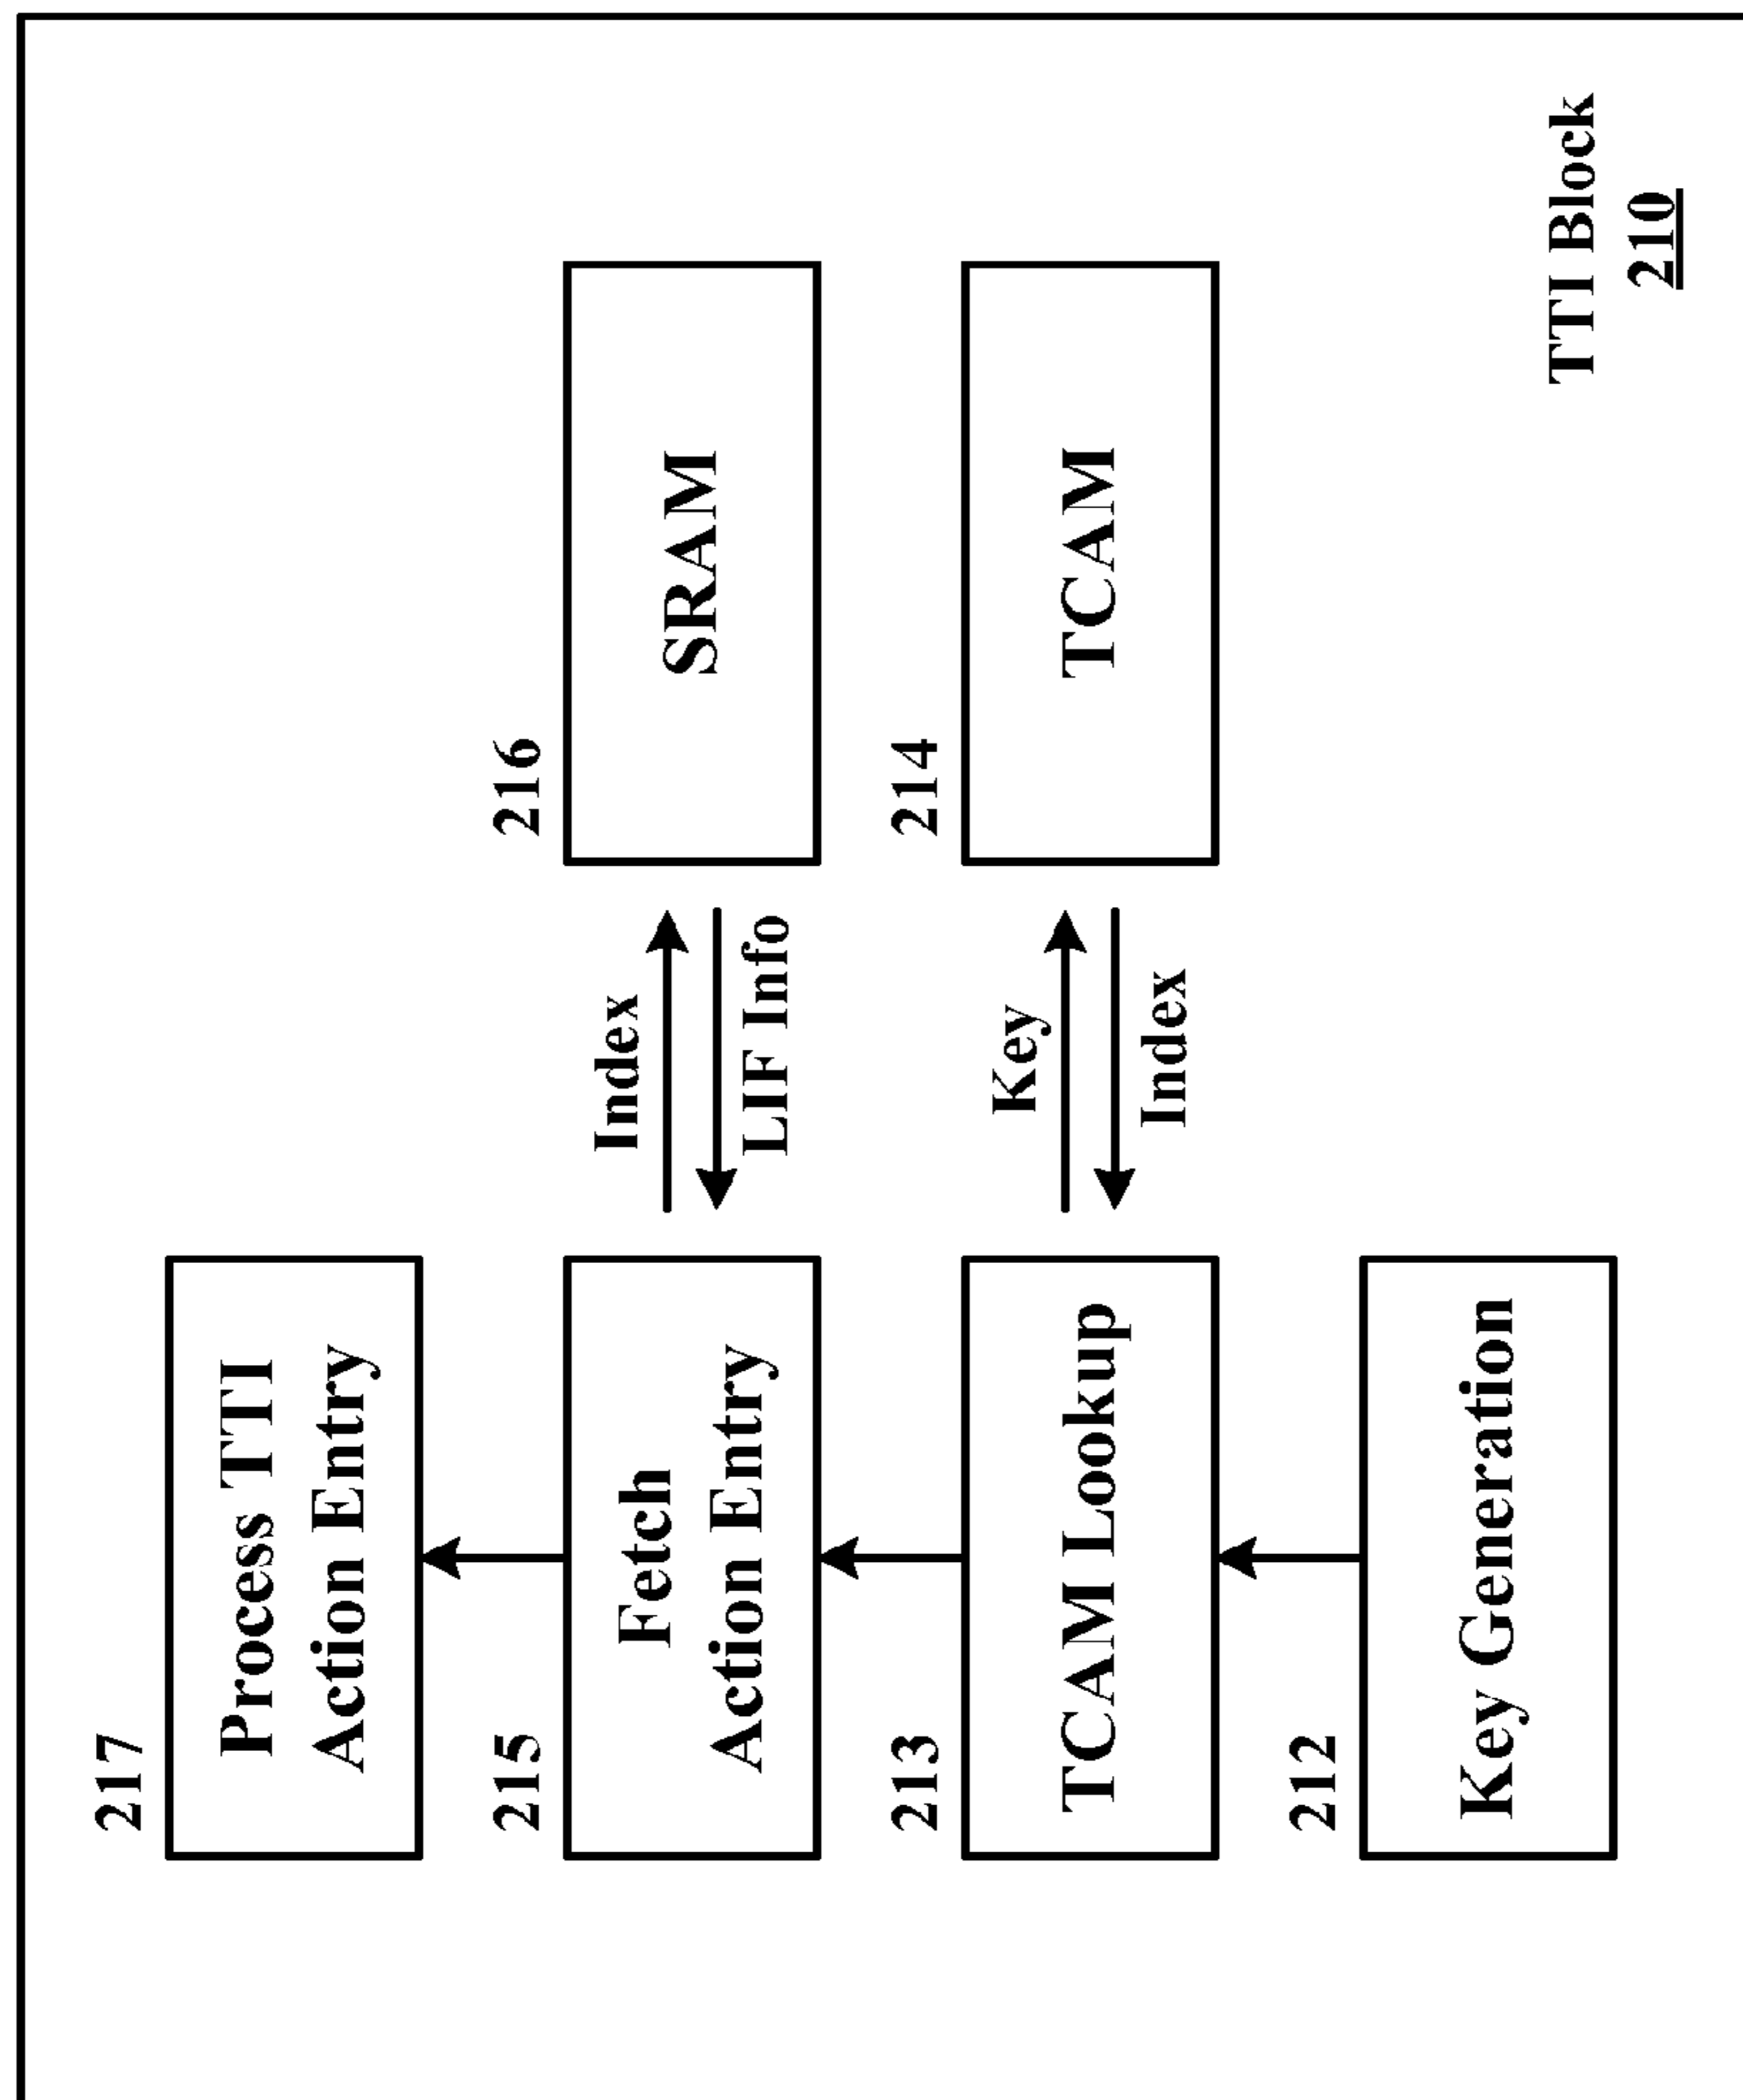 217
Process TTI
Action Entry
215
Fetch
Action Entry
Index
LIF Info
216
SRAM
213
TCAM Lookup
Key
Index
214
TCAM
212
Key Generation
TTI Block
210